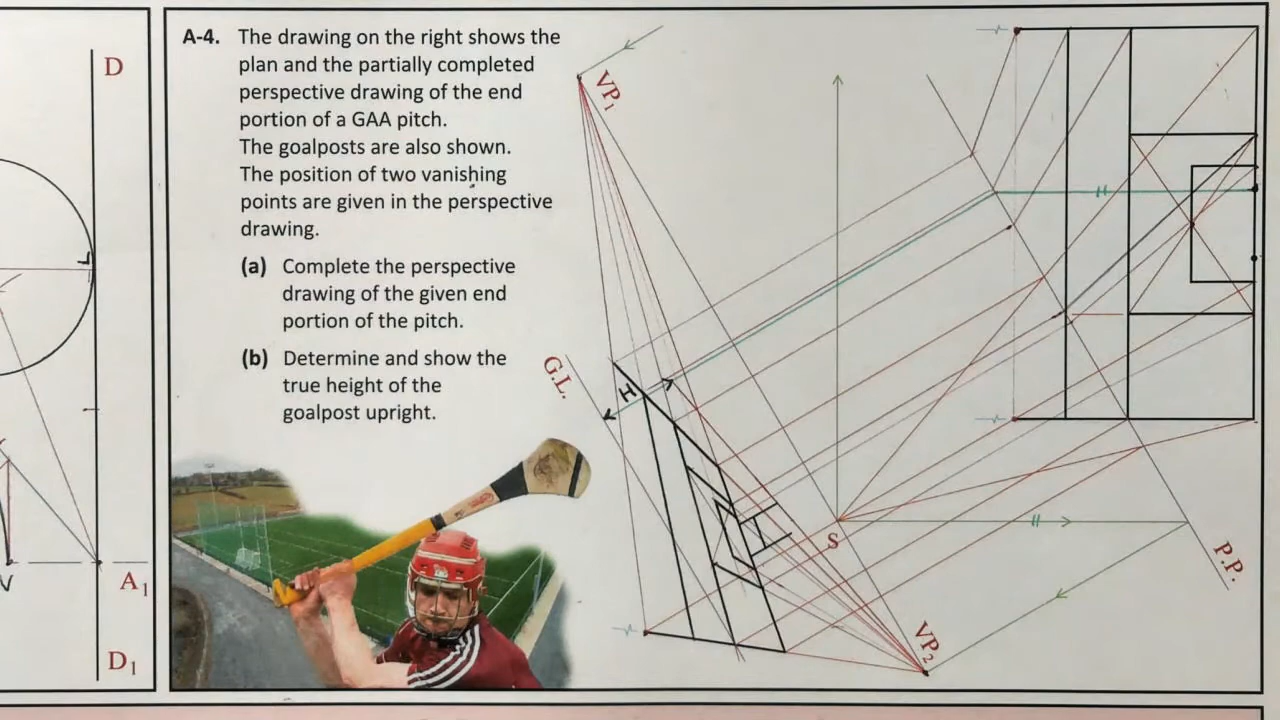 D
A1
D1
V
A-4. The drawing on the right shows the
plan and the partially completed
perspective drawing of the end
portion of a GAA pitch.
The goalposts are also shown.
The position of two vanishing
points are given in the perspective
drawing.
(a) Complete the perspective
drawing of the given end
portion of the pitch.
(b) Determine and show the
true height of the
goalpost upright.
VP1
G.L.
H
S
VP2
P.P.